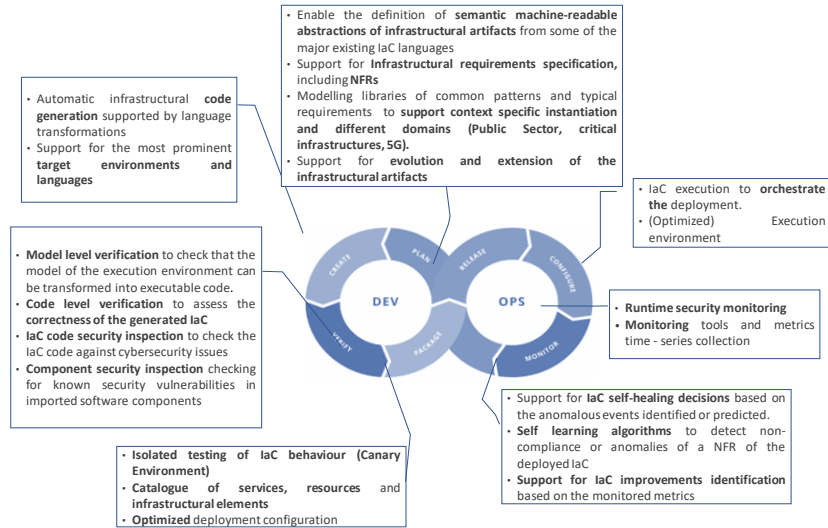 • Enable the definition of semantic machine-readable
abstractions of infrastructural artifacts from some of the
major existing IaC languages
• Support for Infrastructural requirements specification,
including NFRs
• Modelling libraries of common patterns and typical
requirements to support context specific instantiation
and different domains (Public Sector, critical
infrastructures, 5G).
• Support for evolution and extension of the
infrastructural artifacts
• Automatic infrastructural code
generation supported by language
transformations
• Support for the most prominent
target environments and
languages
• IaC execution to orchestrate
the deployment.
• (Optimized) Execution
environment
• Model level verification to check that the
model of the execution environment can
be transformed into executable code.
• Code level verification to assess the
correctness of the generated IaC
• IaC code security inspection to check the
IaC code against cybersecurity issues
• Component security inspection checking
for known security vulnerabilities in
imported software components
CREATE
PLAN
RELEASE
CONFIGURE
DEV
OPS
VERIFY
PACKAGE
MONITOR
• Runtime security monitoring
• Monitoring tools and metrics
time - series collection
• Support for IaC self-healing decisions based on
the anomalous events identified or predicted.
• Self learning algorithms to detect non-
compliance or anomalies of a NFR of the
deployed IaC
• Support for IaC improvements identification
based on the monitored metrics
• Isolated testing of IaC behaviour (Canary
Environment)
• Catalogue of services, resources and
infrastructural elements
• Optimized deployment configuration